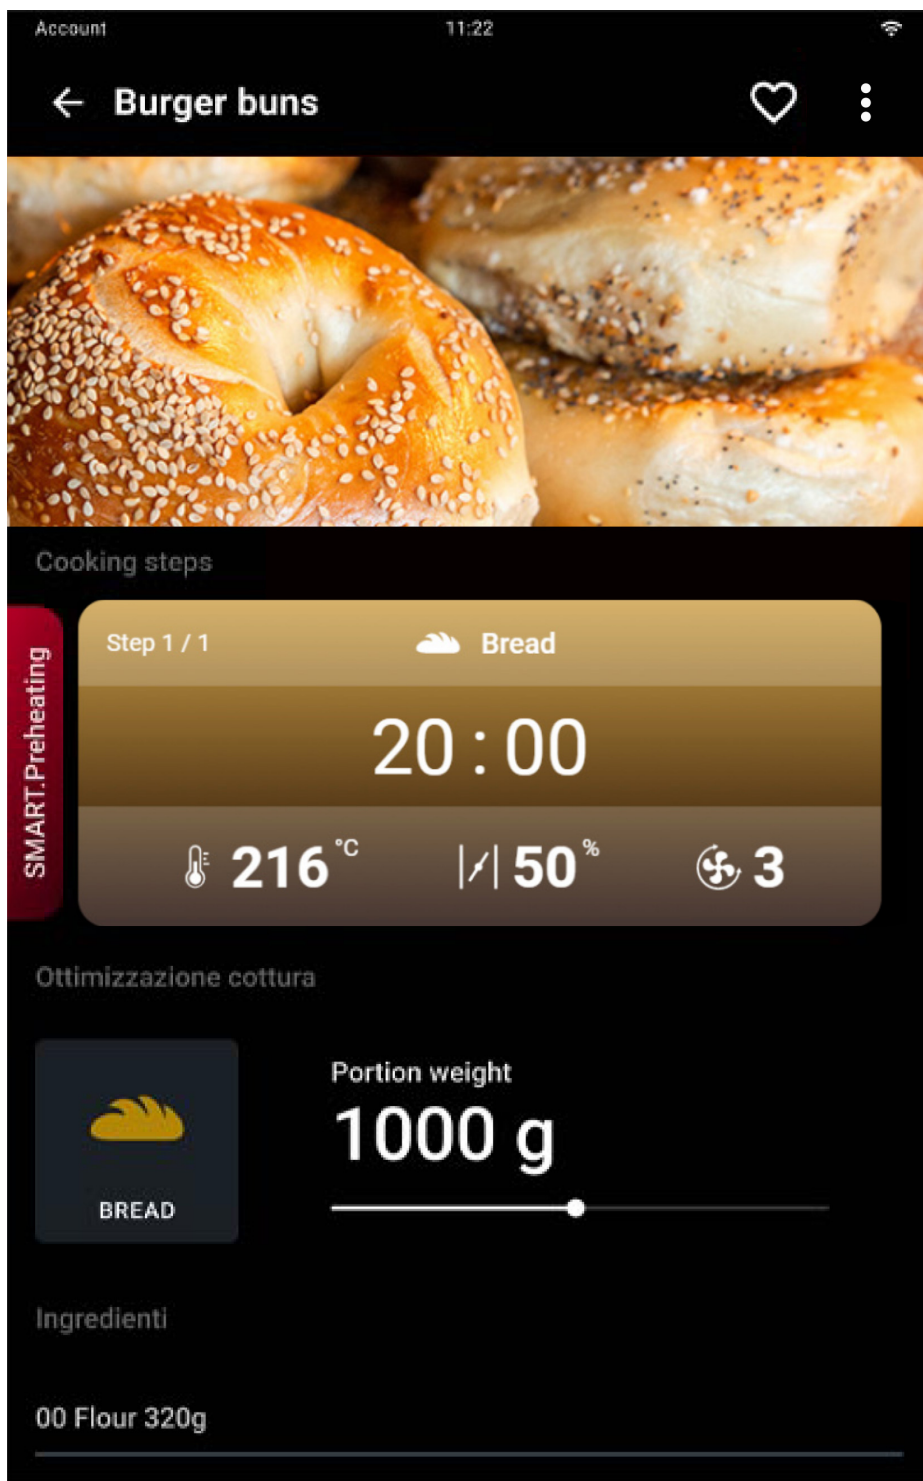 Account 11:22
Burger buns
Cooking steps
SMART.Preheating
Step 1 / 1 Bread
20 : 00
216 °C 50 % 3
Ottimizzazione cottura
Portion weight
1000 g
BREAD
Ingredienti
00 Flour 320g